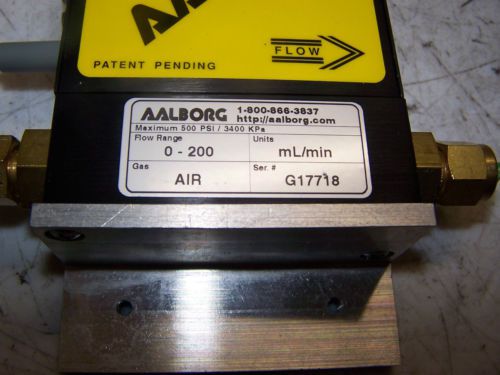 PATENT PENDING
FLOW
AALBORG 1-800-866-3837
http://aalborg.com
Maximum 500 PSI / 3400 KPa
Flow Range Units
0 - 200 mL/min
Gas Ser. #
AIR G17718